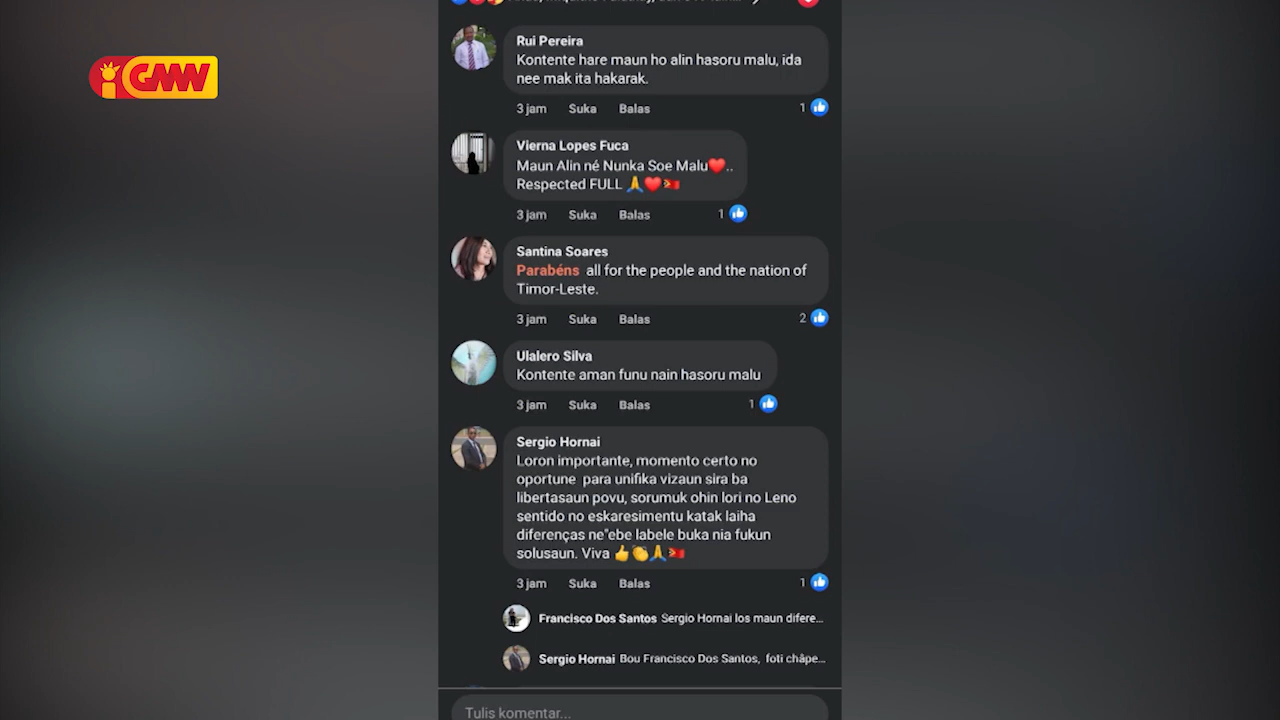 GMW
Rui Pereira
Kontente hare maun ho alin hasoru malu, ida
nee mak ita hakarak.
3 jam Suka Balas 1
Vierna Lopes Fuca
Maun Alin né Nunka Soe Malu❤️..
Respected FULL 🙏❤️🇹🇱
3 jam Suka Balas 1
Santina Soares
Parabéns all for the people and the nation of
Timor-Leste.
3 jam Suka Balas 2
Ulalero Silva
Kontente aman funu nain hasoru malu
3 jam Suka Balas 1
Sergio Hornai
Loron importante, momento certo no
oportune para unifika vizaun sira ba
libertasaun povu, sorumuk ohin lori no Leno
sentido no eskaresimentu katak laiha
diferenças ne"ebe labele buka nia fukun
solusaun. Viva 👍👏🙏🇹🇱
3 jam Suka Balas 1
Francisco Dos Santos Sergio Hornai los maun difere...
Sergio Hornai Bou Francisco Dos Santos, foti châpe...
Tulis komentar...